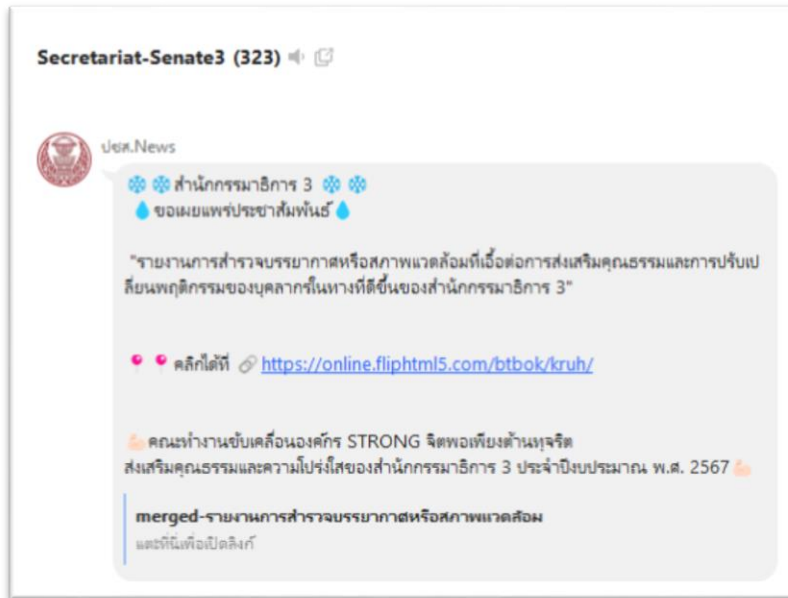 Secretariat-Senate3 (323)
ปชส.News
❄️ ❄️ สำนักกรรมาธิการ 3 ❄️ ❄️
💧 ขอเผยแพร่ประชาสัมพันธ์ 💧
"รายงานการสำรวจบรรยากาศหรือสภาพแวดล้อมที่เอื้อต่อการส่งเสริมคุณธรรมและการปรับเป
ลี่ยนพฤติกรรมของบุคลากรในทางที่ดีขึ้นของสำนักกรรมาธิการ 3"
📍 📍 คลิกได้ที่ 🔗 https://online.fliphtml5.com/btbok/kruh/
💪🏻 คณะทำงานขับเคลื่อนองค์กร STRONG จิตพอเพียงต้านทุจริต
ส่งเสริมคุณธรรมและความโปร่งใสของสำนักกรรมาธิการ 3 ประจำปีงบประมาณ พ.ศ. 2567 💪🏻
merged-รายงานการสำรวจบรรยากาศหรือสภาพแวดล้อม
แตะที่นี่เพื่อเปิดลิงก์